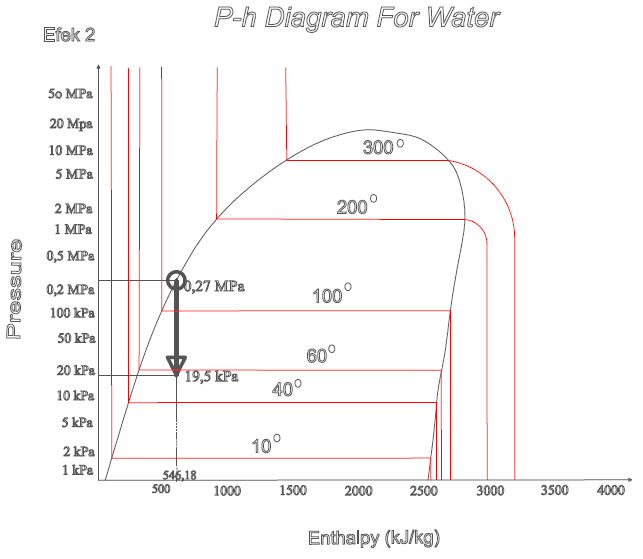 P-h Diagram For Water
Efek 2
5o MPa
20 Mpa
10 MPa
300°
5 MPa
200°
2 MPa
1 MPa
0,5 MPa
0,27 MPa
0,2 MPa
100°
100 kPa
50 kPa
60°
20 kPa
19,5 kPa
40°
10 kPa
5 kPa
10°
2 kPa
1 kPa
546,18
500 1000 1500 2000 2500 3000 3500 4000
Pressure
Enthalpy (kJ/kg)